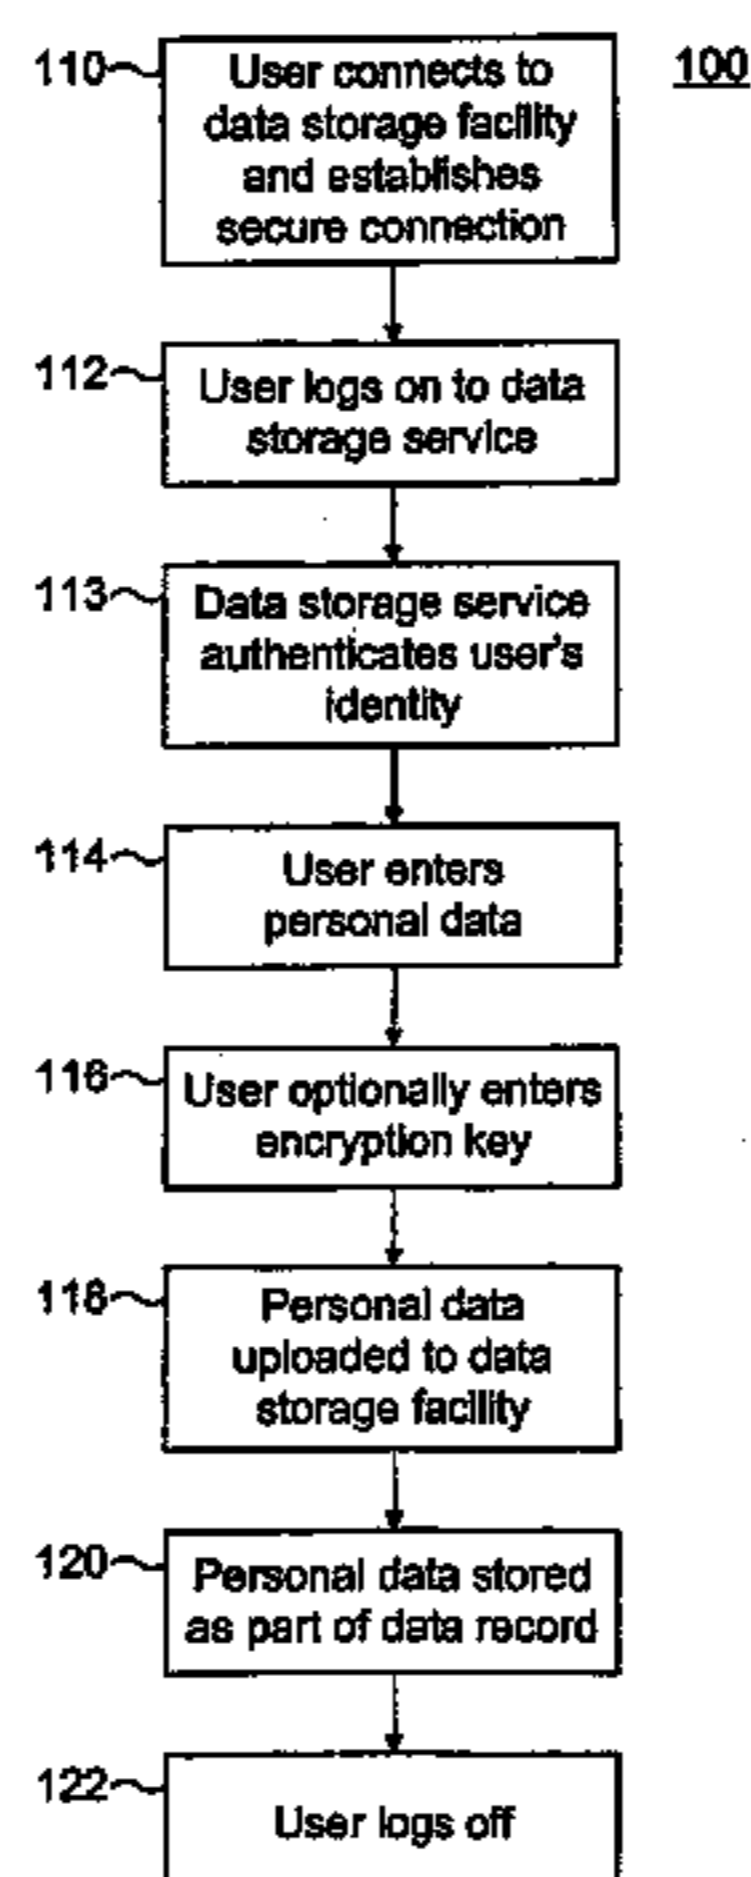 100
110
User connects to
data storage facility
and establishes
secure connection
112
User logs on to data
storage service
113
Data storage service
authenticates user's
identity
114
User enters
personal data
116
User optionally enters
encryption key
118
Personal data
uploaded to data
storage facility
120
Personal data stored
as part of data record
122
User logs off